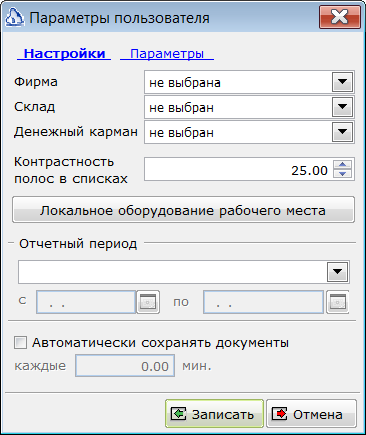 Параметры пользователя
Настройки Параметры
Фирма не выбрана
Склад не выбран
Денежный карман не выбран
Контрастность
полос в списках 25.00
Локальное оборудование рабочего места
Отчетный период
с . . по . .
Автоматически сохранять документы
каждые 0.00 мин.
Записать Отмена